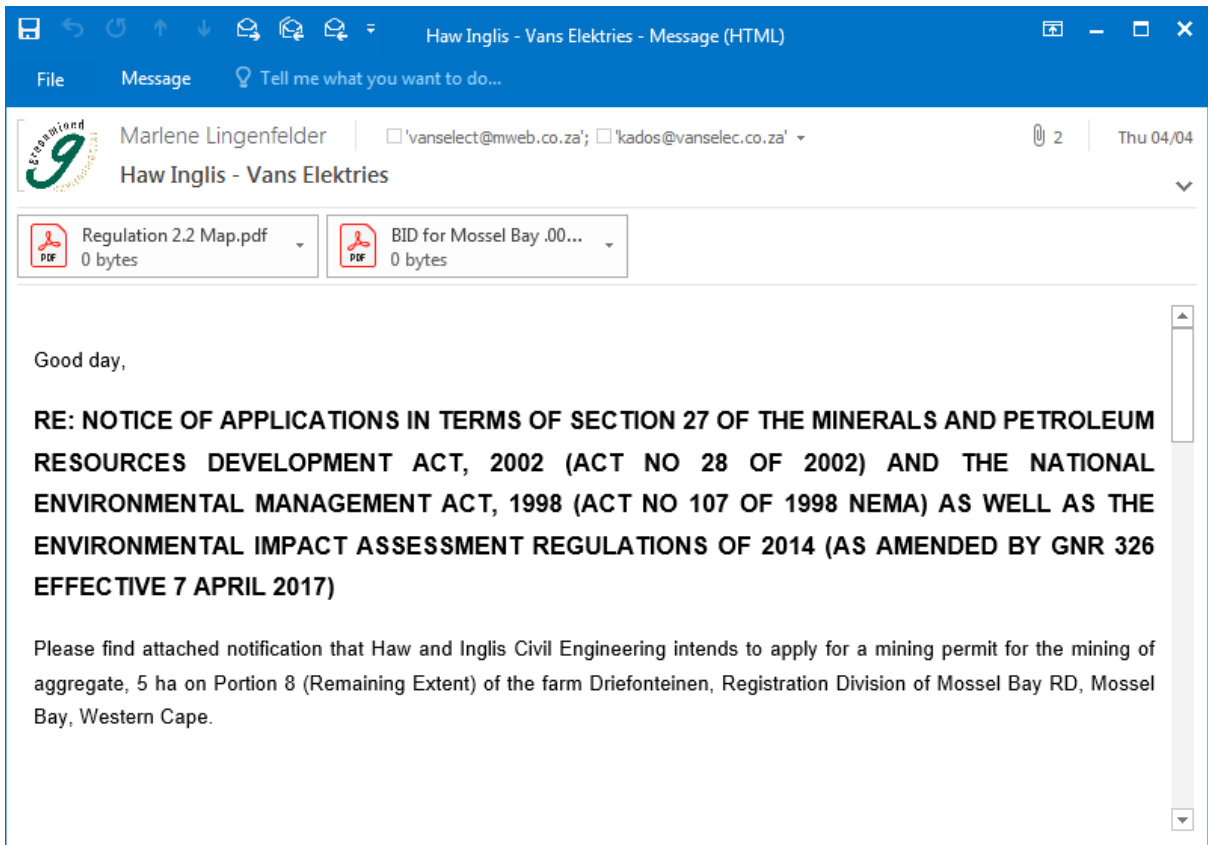 Haw Inglis - Vans Elektries - Message (HTML)
File Message Tell me what you want to do...
Marlene Lingenfelder 'vanselect@mweb.co.za'; 'kados@vanselec.co.za' 2 Thu 04/04
Haw Inglis - Vans Elektries
Regulation 2.2 Map.pdf
0 bytes
BID for Mossel Bay .00...
0 bytes
PDF
PDF
Good day,
RE: NOTICE OF APPLICATIONS IN TERMS OF SECTION 27 OF THE MINERALS AND PETROLEUM
RESOURCES DEVELOPMENT ACT, 2002 (ACT NO 28 OF 2002) AND THE NATIONAL
ENVIRONMENTAL MANAGEMENT ACT, 1998 (ACT NO 107 OF 1998 NEMA) AS WELL AS THE
ENVIRONMENTAL IMPACT ASSESSMENT REGULATIONS OF 2014 (AS AMENDED BY GNR 326
EFFECTIVE 7 APRIL 2017)
Please find attached notification that Haw and Inglis Civil Engineering intends to apply for a mining permit for the mining of
aggregate, 5 ha on Portion 8 (Remaining Extent) of the farm Driefonteinen, Registration Division of Mossel Bay RD, Mossel
Bay, Western Cape.